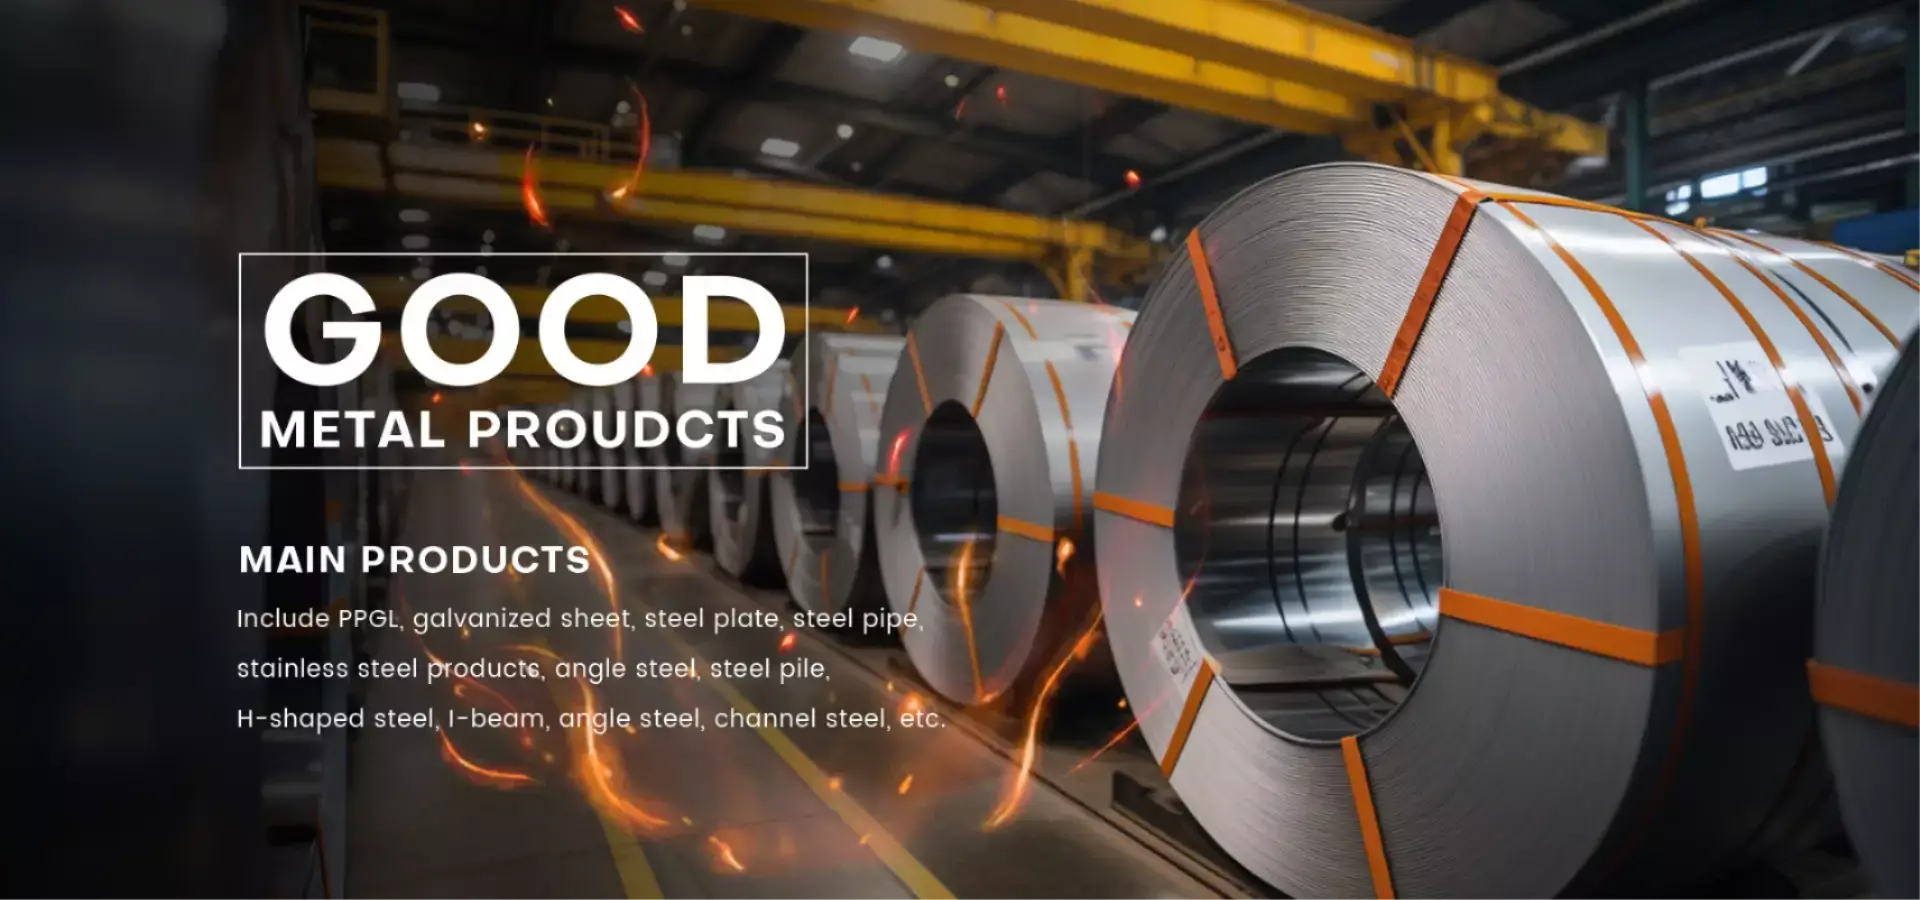 GOOD
METAL PROUDCTS
MAIN PRODUCTS
Include PPGL, galvanized sheet, steel plate, steel pipe,
stainless steel products, angle steel, steel pile,
H-shaped steel, I-beam, angle steel, channel steel, etc.